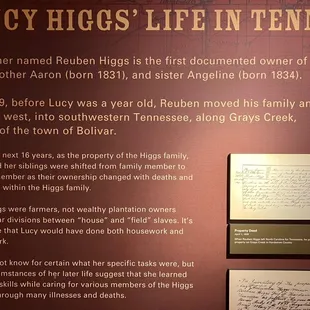 CY HIGGS' LIFE IN TENN
er named Reuben Higgs is the first documented owner of
other Aaron (born 1831), and sister Angeline (born 1834).
9, before Lucy was a year old, Reuben moved his family an
west, into southwestern Tennessee, along Grays Creek,
of the town of Bolivar.
next 16 years, as the property of the Higgs family,
d her siblings were shifted from family member to
ember as their ownership changed with deaths and
within the Higgs family.
gs were farmers, not wealthy plantation owners
ar divisions between "house" and "field" slaves. It's
e that Lucy would have done both housework and
rk.
ot know for certain what her specific tasks were, but
mstances of her later life suggest that she learned
skills while caring for various members of the Higgs
hrough many illnesses and deaths.
Property Deed